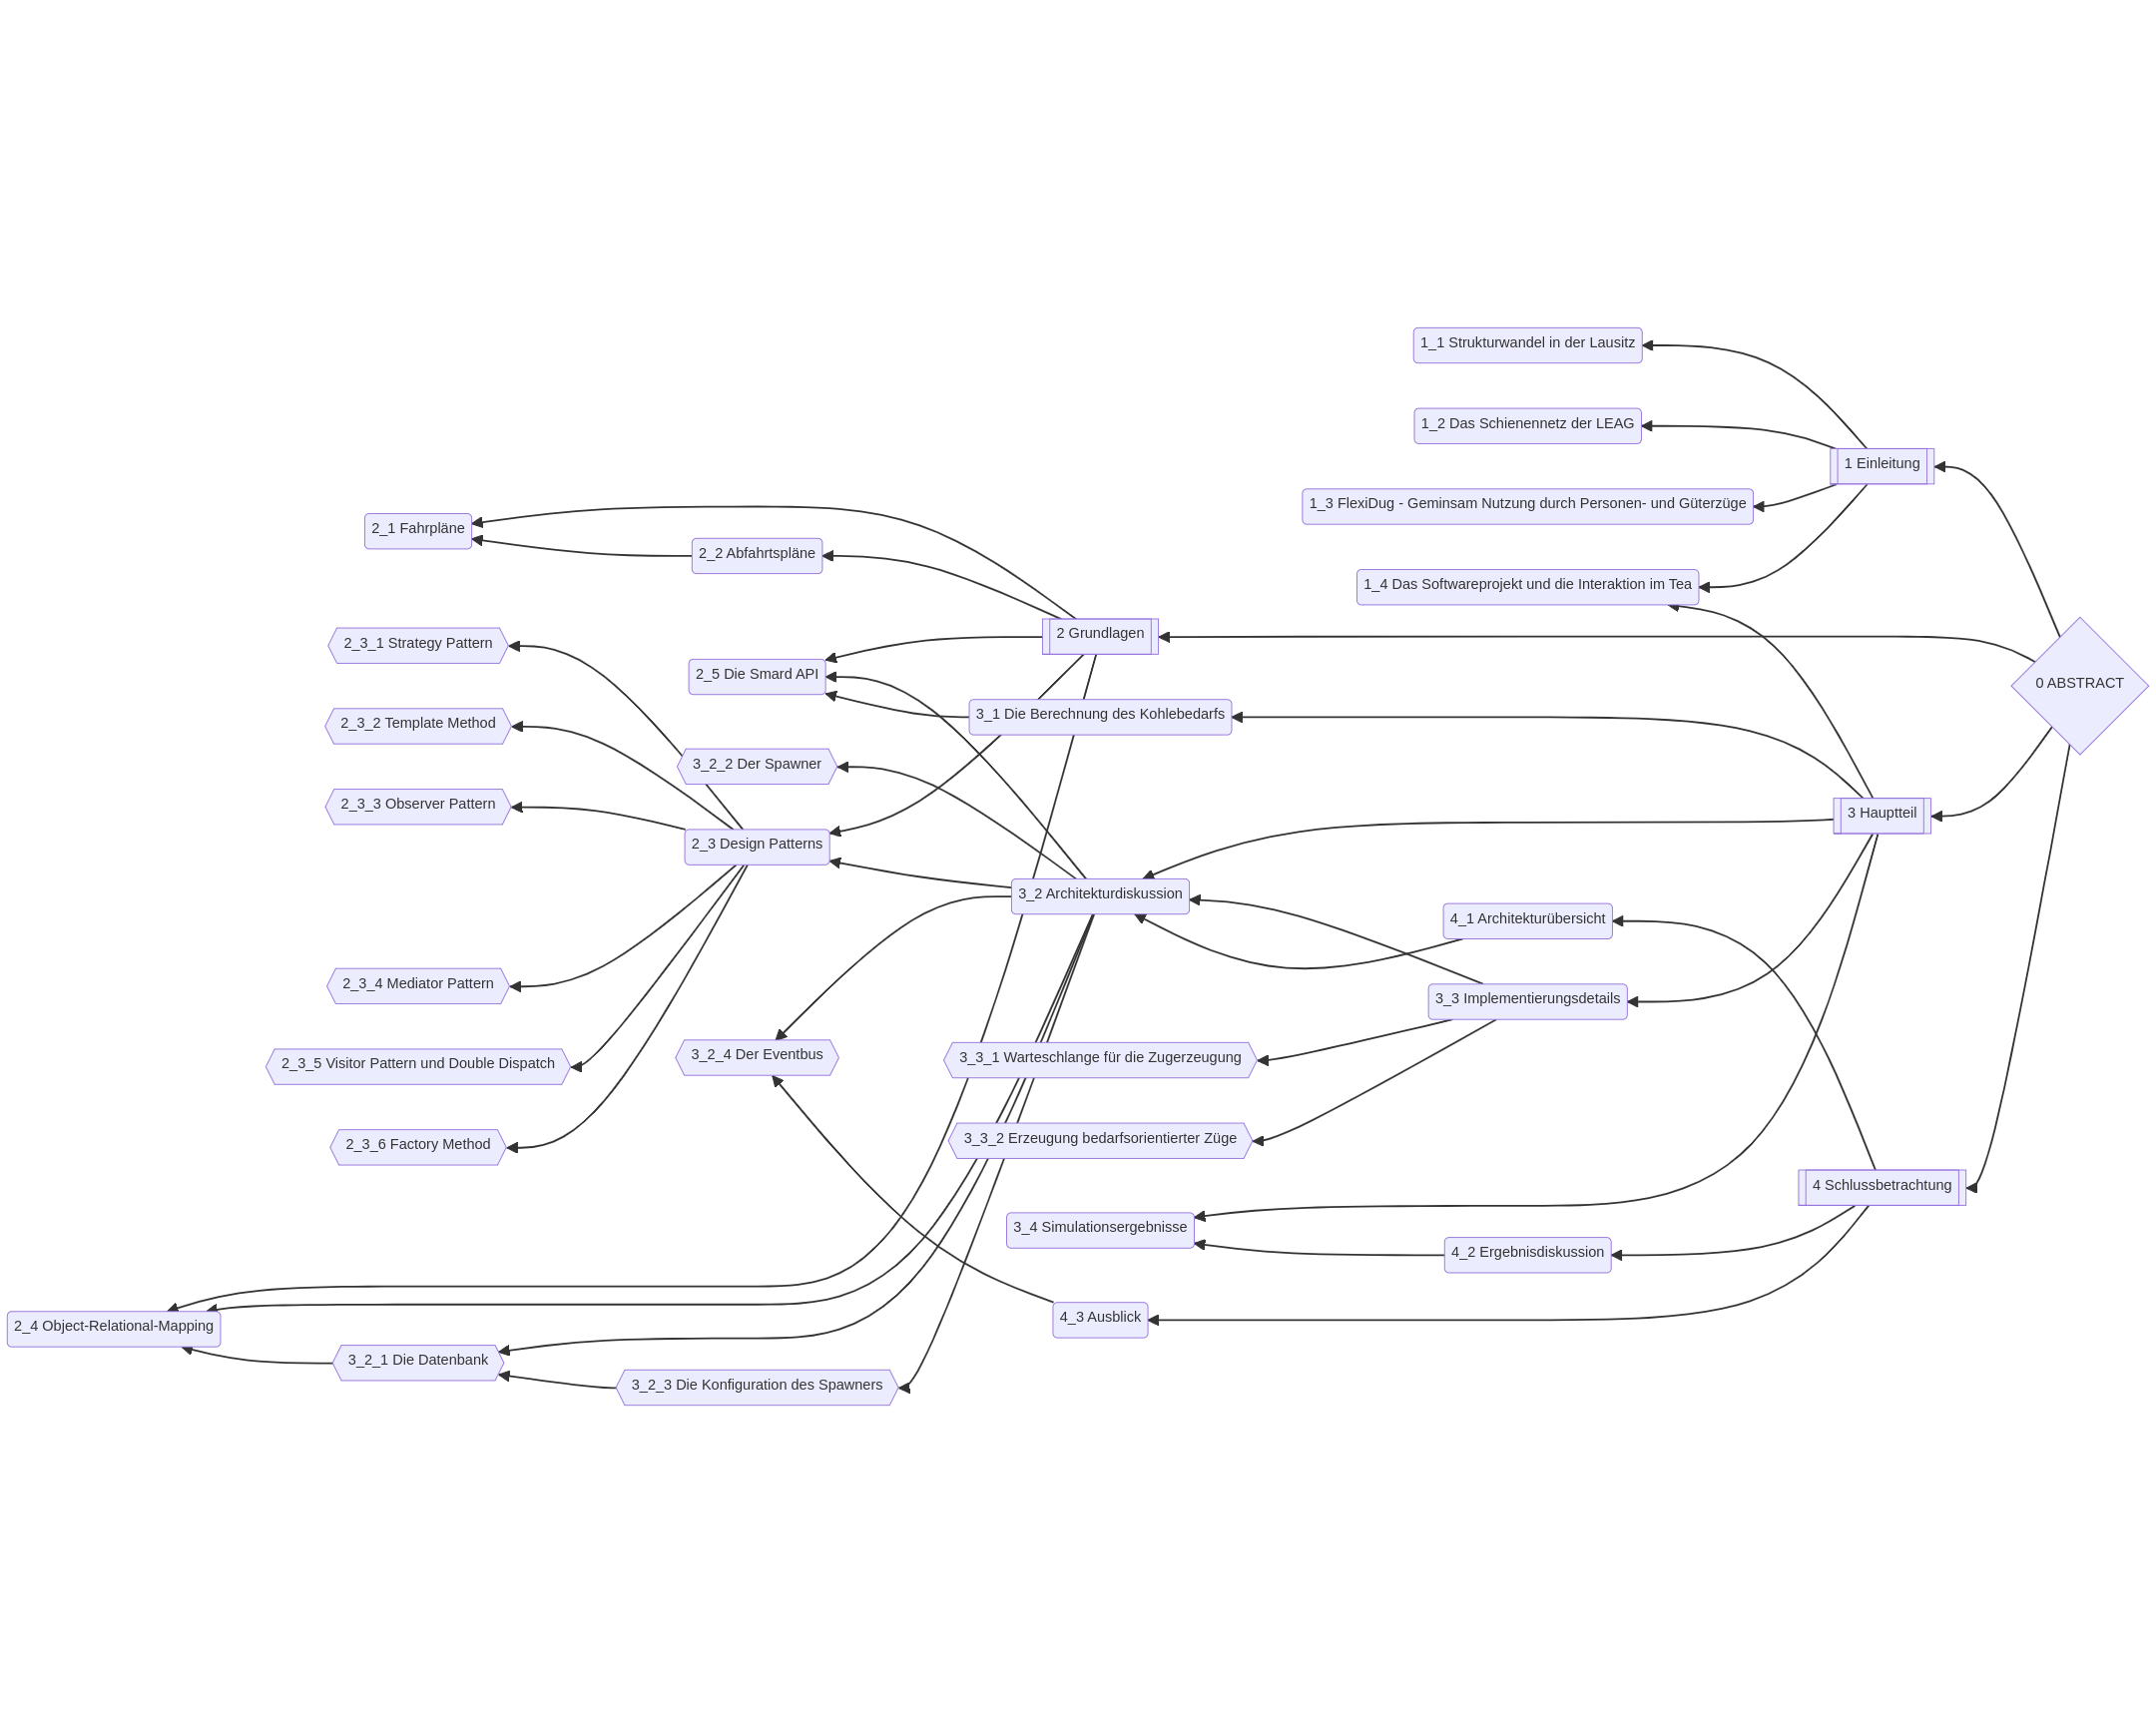 1_1 Strukturwandel in der Lausitz
1_2 Das Schienennetz der LEAG
1 Einleitung
1_3 FlexiDug - Geminsam Nutzung durch Personen- und Güterzüge
2_1 Fahrpläne
2_2 Abfahrtspläne
1_4 Das Softwareprojekt und die Interaktion im Tea
2_3_1 Strategy Pattern
2 Grundlagen
2_5 Die Smard API
0 ABSTRACT
3_1 Die Berechnung des Kohlebedarfs
2_3_2 Template Method
3_2_2 Der Spawner
2_3_3 Observer Pattern
3 Hauptteil
2_3 Design Patterns
3_2 Architekturdiskussion
4_1 Architekturübersicht
2_3_4 Mediator Pattern
3_3 Implementierungsdetails
3_2_4 Der Eventbus
3_3_1 Warteschlange für die Zugerzeugung
2_3_5 Visitor Pattern und Double Dispatch
3_3_2 Erzeugung bedarfsorientierter Züge
2_3_6 Factory Method
4 Schlussbetrachtung
3_4 Simulationsergebnisse
4_2 Ergebnisdiskussion
4_3 Ausblick
2_4 Object-Relational-Mapping
3_2_1 Die Datenbank
3_2_3 Die Konfiguration des Spawners